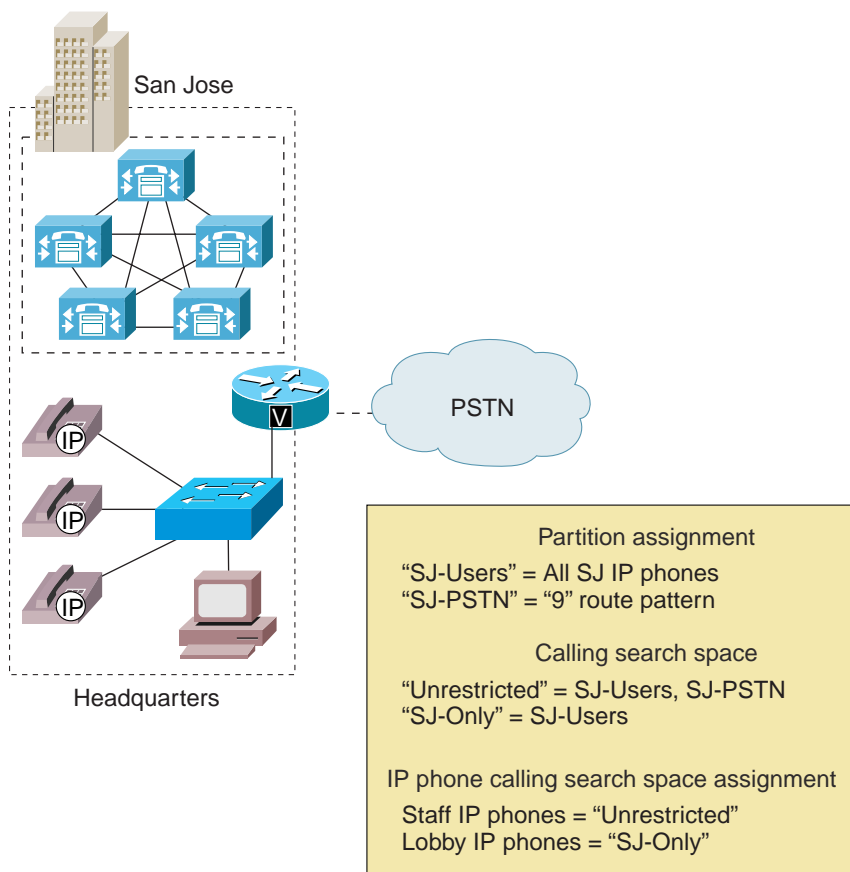 San Jose
V
PSTN
IP
IP
IP
Headquarters
Partition assignment
“SJ-Users” = All SJ IP phones
“SJ-PSTN” = “9” route pattern
Calling search space
“Unrestricted” = SJ-Users, SJ-PSTN
“SJ-Only” = SJ-Users
IP phone calling search space assignment
Staff IP phones = “Unrestricted”
Lobby IP phones = “SJ-Only”